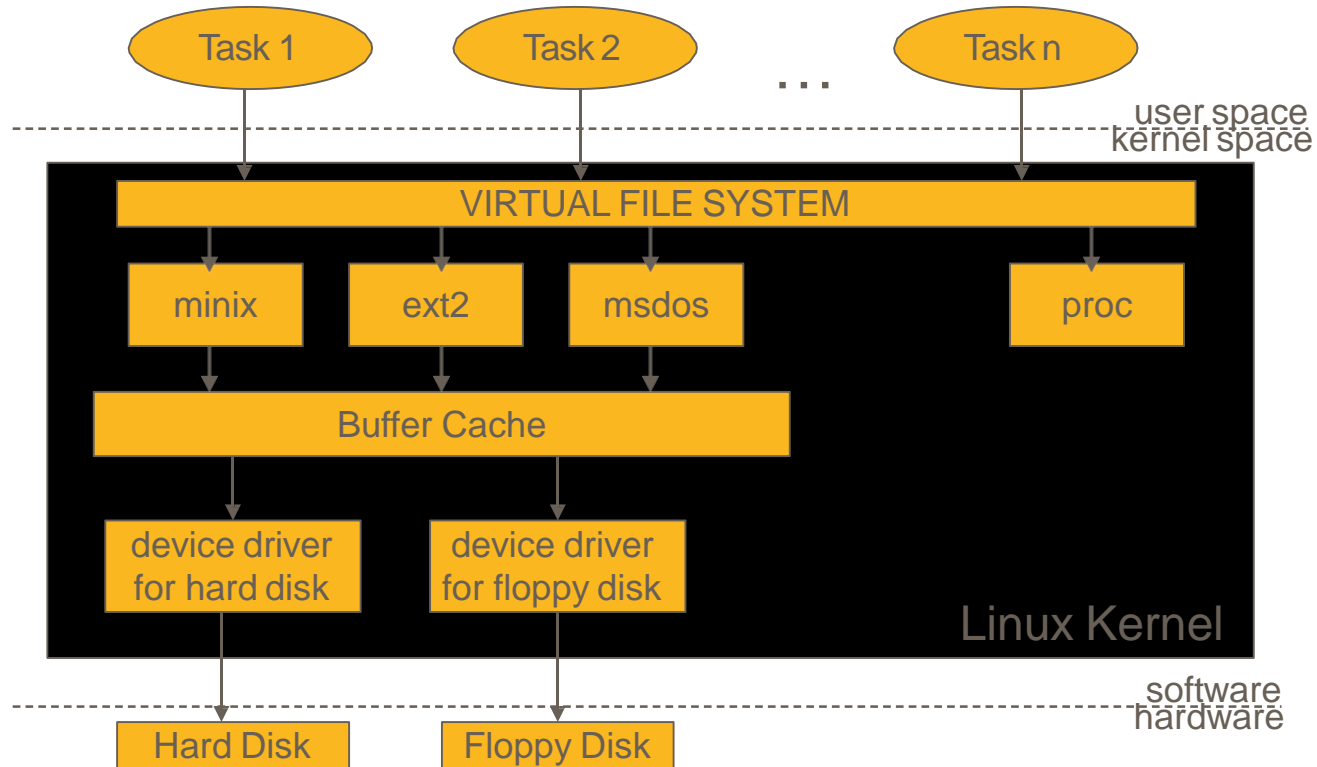 Task 1
Task 2
...
Task n
user space
kernel space
VIRTUAL FILE SYSTEM
minix
ext2
msdos
proc
Buffer Cache
device driver
for hard disk
device driver
for floppy disk
Linux Kernel
software
hardware
Hard Disk
Floppy Disk